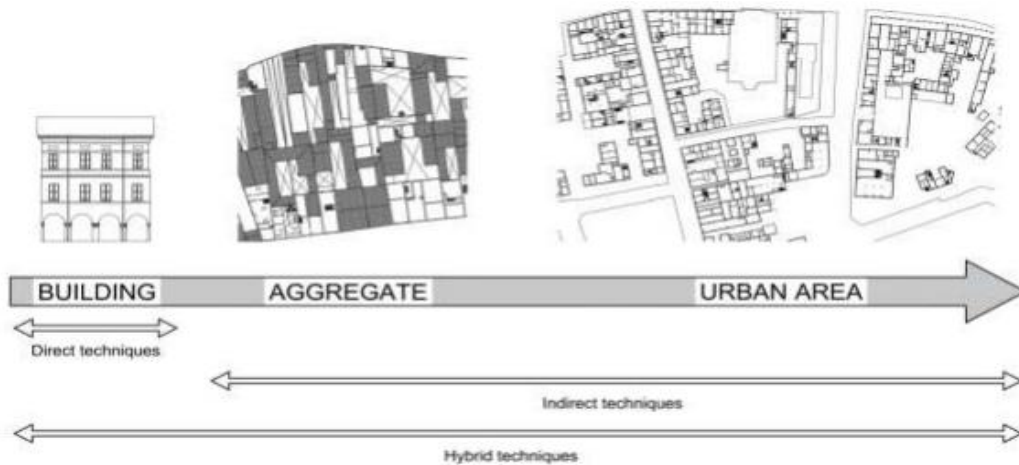 BUILDING
AGGREGATE
URBAN AREA
Direct techniques
Indirect techniques
Hybrid techniques